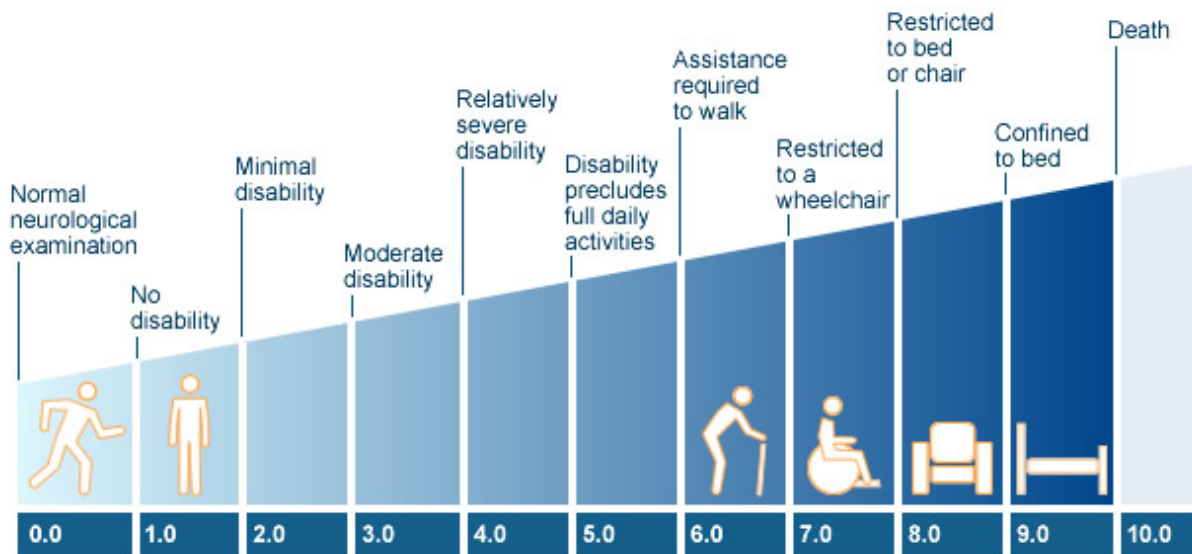 Normal
neurological
examination
No
disability
Minimal
disability
Moderate
disability
Relatively
severe
disability
Disability
precludes
full daily
activities
Assistance
required
to walk
Restricted
to a
wheelchair
Restricted
to bed
or chair
Confined
to bed
Death
0.0 1.0 2.0 3.0 4.0 5.0 6.0 7.0 8.0 9.0 10.0